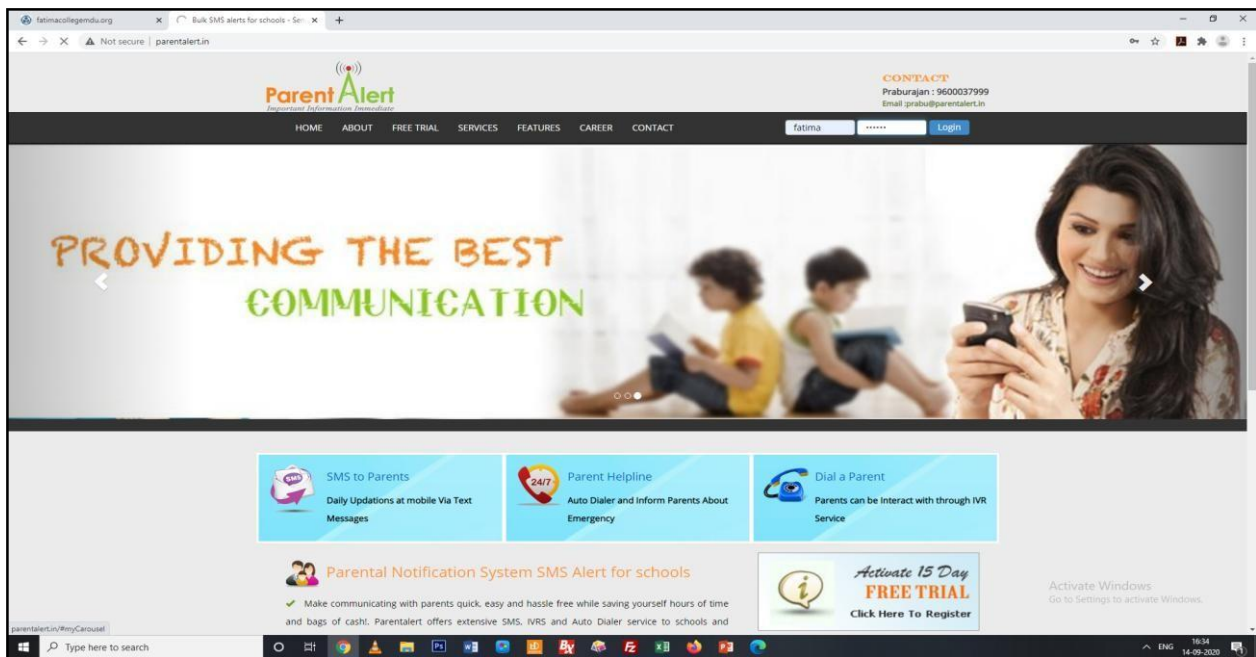 fatimacollegemdu.org
Bulk SMS alerts for schools - Ser
Not secure | parentalert.in
Parent Alert
Important Information Immediate
CONTACT
Praburajan : 9600037999
Email :prabu@parentalert.in
HOME ABOUT FREE TRIAL SERVICES FEATURES CAREER CONTACT
fatima •••••• Login
PROVIDING THE BEST
COMMUNICATION
SMS
SMS to Parents
Daily Updations at mobile Via Text
Messages
24/7
Parent Helpline
Auto Dialer and Inform Parents About
Emergency
Dial a Parent
Parents can be Interact with through IVR
Service
Parental Notification System SMS Alert for schools
Make communicating with parents quick, easy and hassle free while saving yourself hours of time
and bags of cash!. Parentalert offers extensive SMS, IVRS and Auto Dialer service to schools and
i
Activate 15 Day
FREE TRIAL
Click Here To Register
Activate Windows
Go to Settings to activate Windows.
parentalert.in/#myCarousel
Type here to search
ENG
16:34
14-09-2020